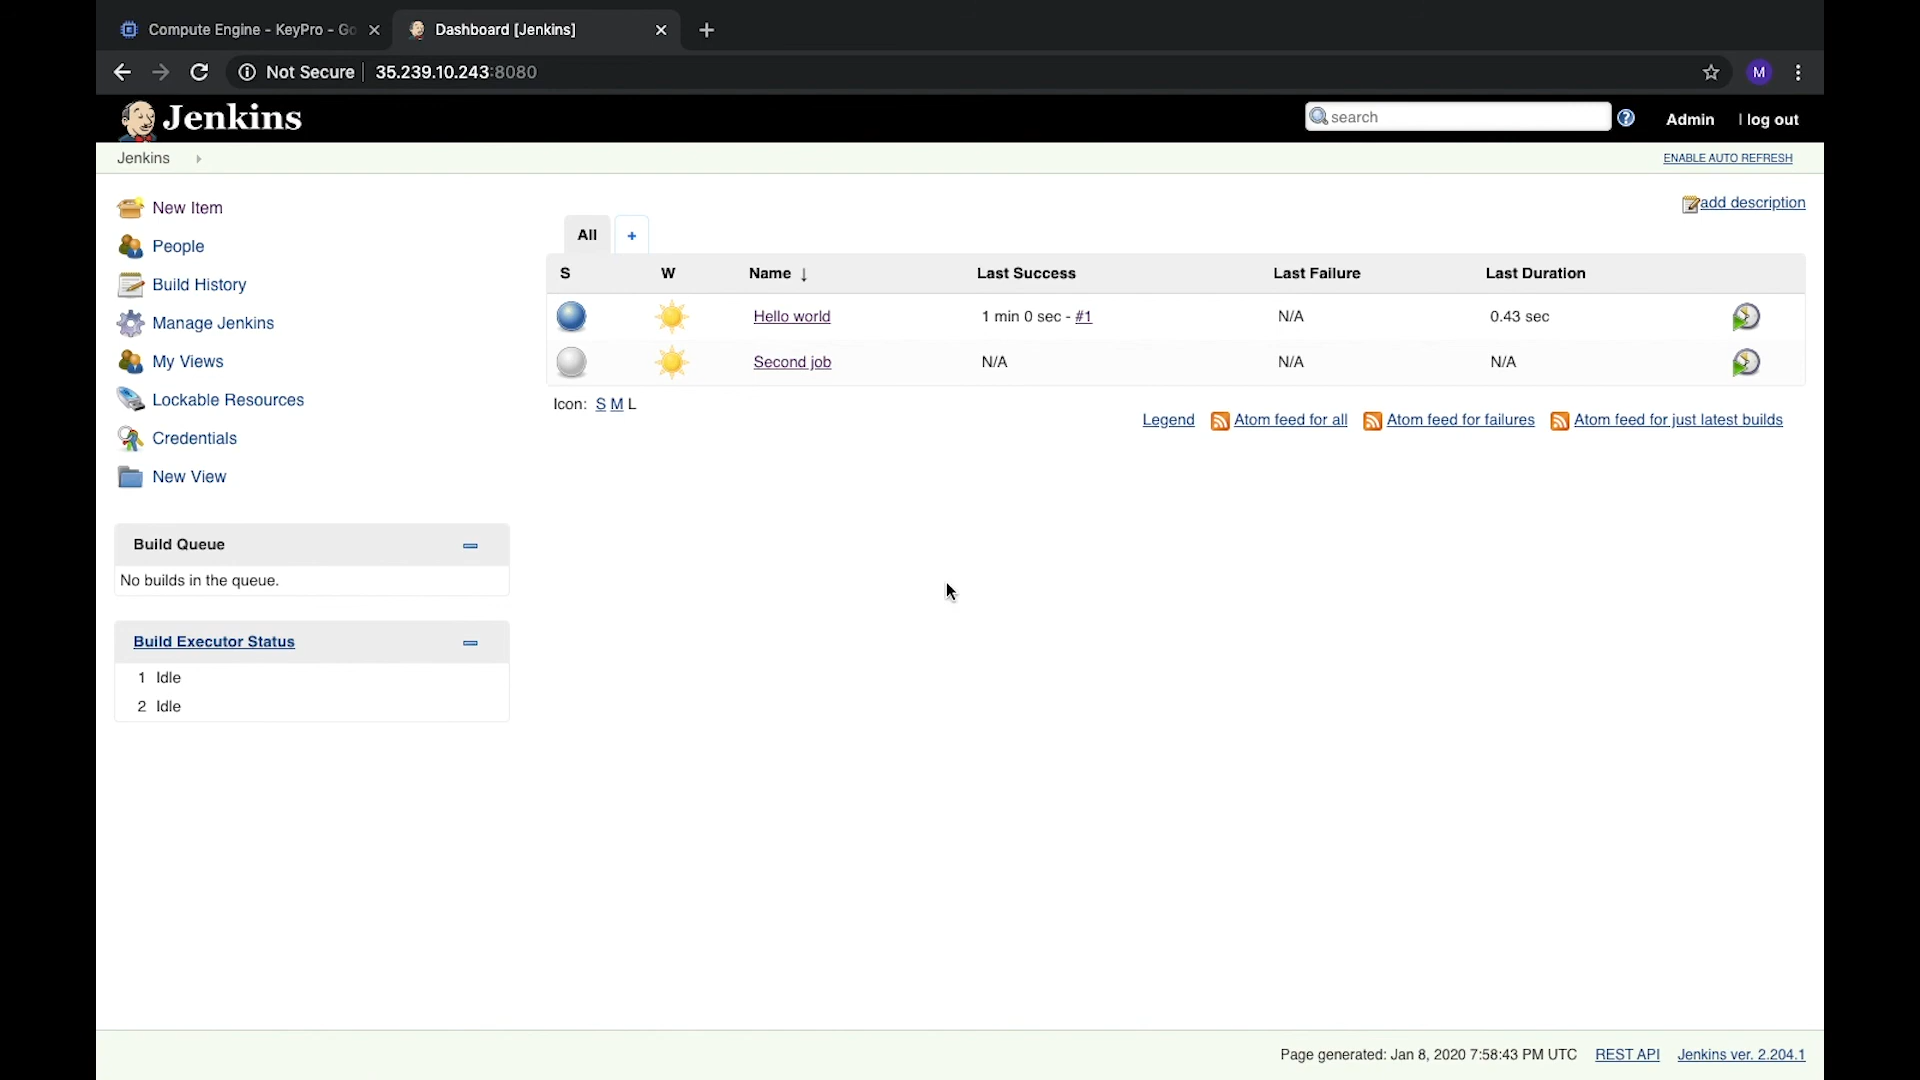 Compute Engine - KeyPro - Go
Dashboard [Jenkins]
Not Secure 35.239.10.243:8080 M
Jenkins
search
Admin | log out
Jenkins
ENABLE AUTO REFRESH
New Item
People
Build History
Manage Jenkins
My Views
Lockable Resources
Credentials
New View
add description
All +
S W Name ↓ Last Success Last Failure Last Duration
Hello world 1 min 0 sec - #1 N/A 0.43 sec
Second job N/A N/A N/A
Icon: S M L
Legend Atom feed for all Atom feed for failures Atom feed for just latest builds
Build Queue
No builds in the queue.
Build Executor Status
1 Idle
2 Idle
Page generated: Jan 8, 2020 7:58:43 PM UTC REST API Jenkins ver. 2.204.1